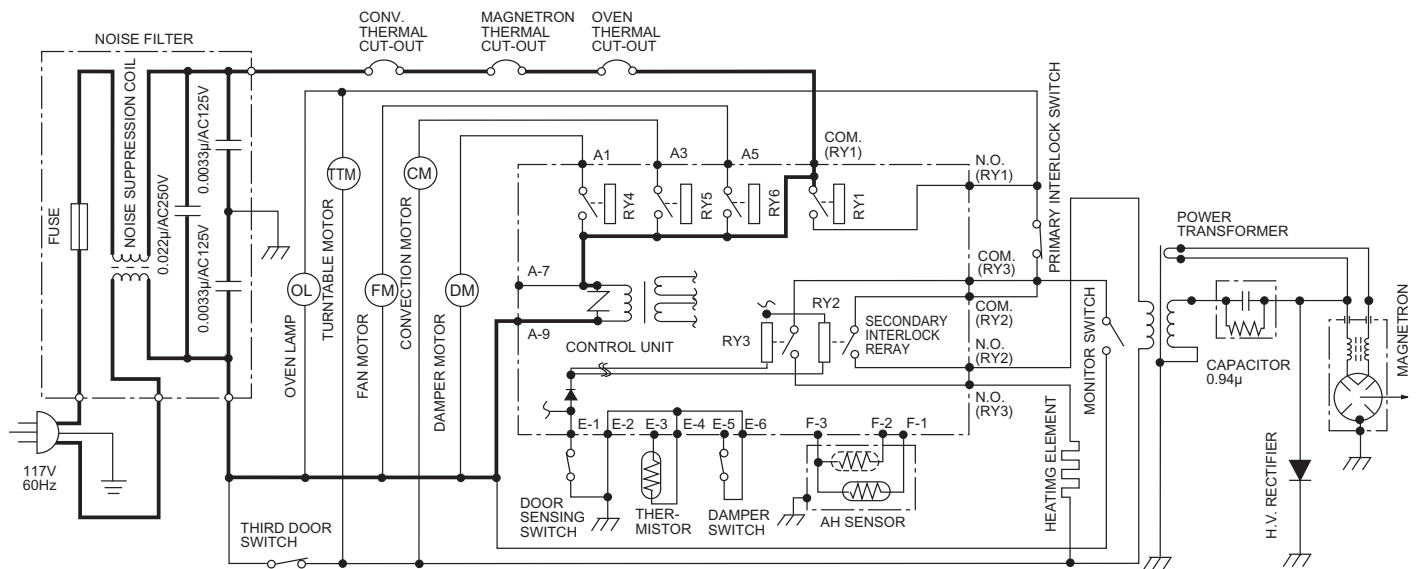 CONV.
THERMAL
CUT-OUT
MAGNETRON
THERMAL
CUT-OUT
OVEN
THERMAL
CUT-OUT
NOISE FILTER
FUSE
NOISE SUPPRESSION COIL
0.022µ/AC250V
0.0033µ/AC125V
0.0033µ/AC125V
117V
60Hz
OL
OVEN LAMP
TTM
TURNTABLE MOTOR
FM
FAN MOTOR
CM
CONVECTION MOTOR
DM
DAMPER MOTOR
THIRD DOOR
SWITCH
A1
A3
A5
COM.
(RY1)
N.O.
(RY1)
RY4
RY5
RY6
RY1
A-7
A-9
CONTROL UNIT
COM.
(RY3)
COM.
(RY2)
RY2
RY3
SECONDARY
INTERLOCK
RERAY
N.O.
(RY2)
N.O.
(RY3)
E-1
E-2
E-3
E-4
E-5
E-6
F-3
F-2
F-1
DOOR
SENSING
SWITCH
THER-
MISTOR
DAMPER
SWITCH
AH SENSOR
PRIMARY INTERLOCK SWITCH
MONITOR SWITCH
HEATIMG ELEMENT
POWER
TRANSFORMER
CAPACITOR
0.94µ
H.V. RECTIFIER
MAGNETRON